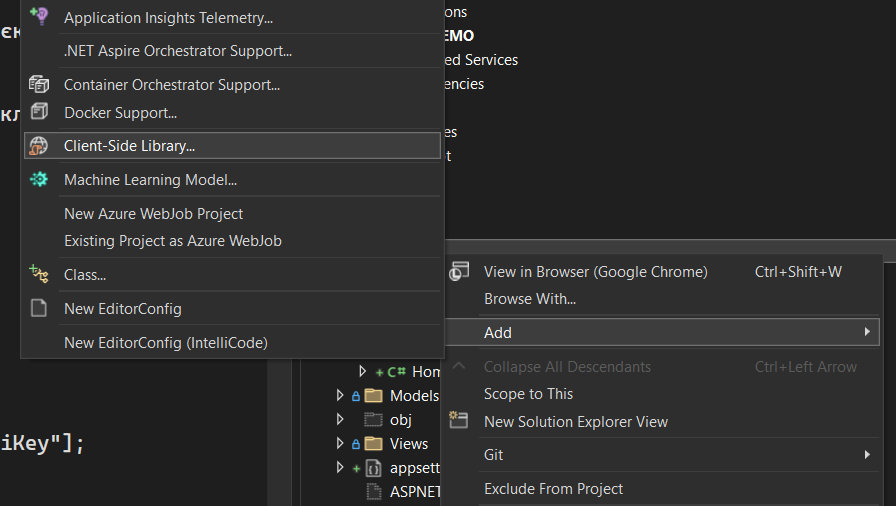 Application Insights Telemetry...
.NET Aspire Orchestrator Support...
Container Orchestrator Support...
Docker Support...
Client-Side Library...
Machine Learning Model...
New Azure WebJob Project
Existing Project as Azure WebJob
Class...
New EditorConfig
New EditorConfig (IntelliCode)
 єк
кл
iKey"];
ons
EMO
ed Services
encies
es
t
View in Browser (Google Chrome) Ctrl+Shift+W
Browse With...
Add
Collapse All Descendants Ctrl+Left Arrow
Scope to This
New Solution Explorer View
Git
Exclude From Project
C# Hom
Models
obj
Views
appsett
ASPNET